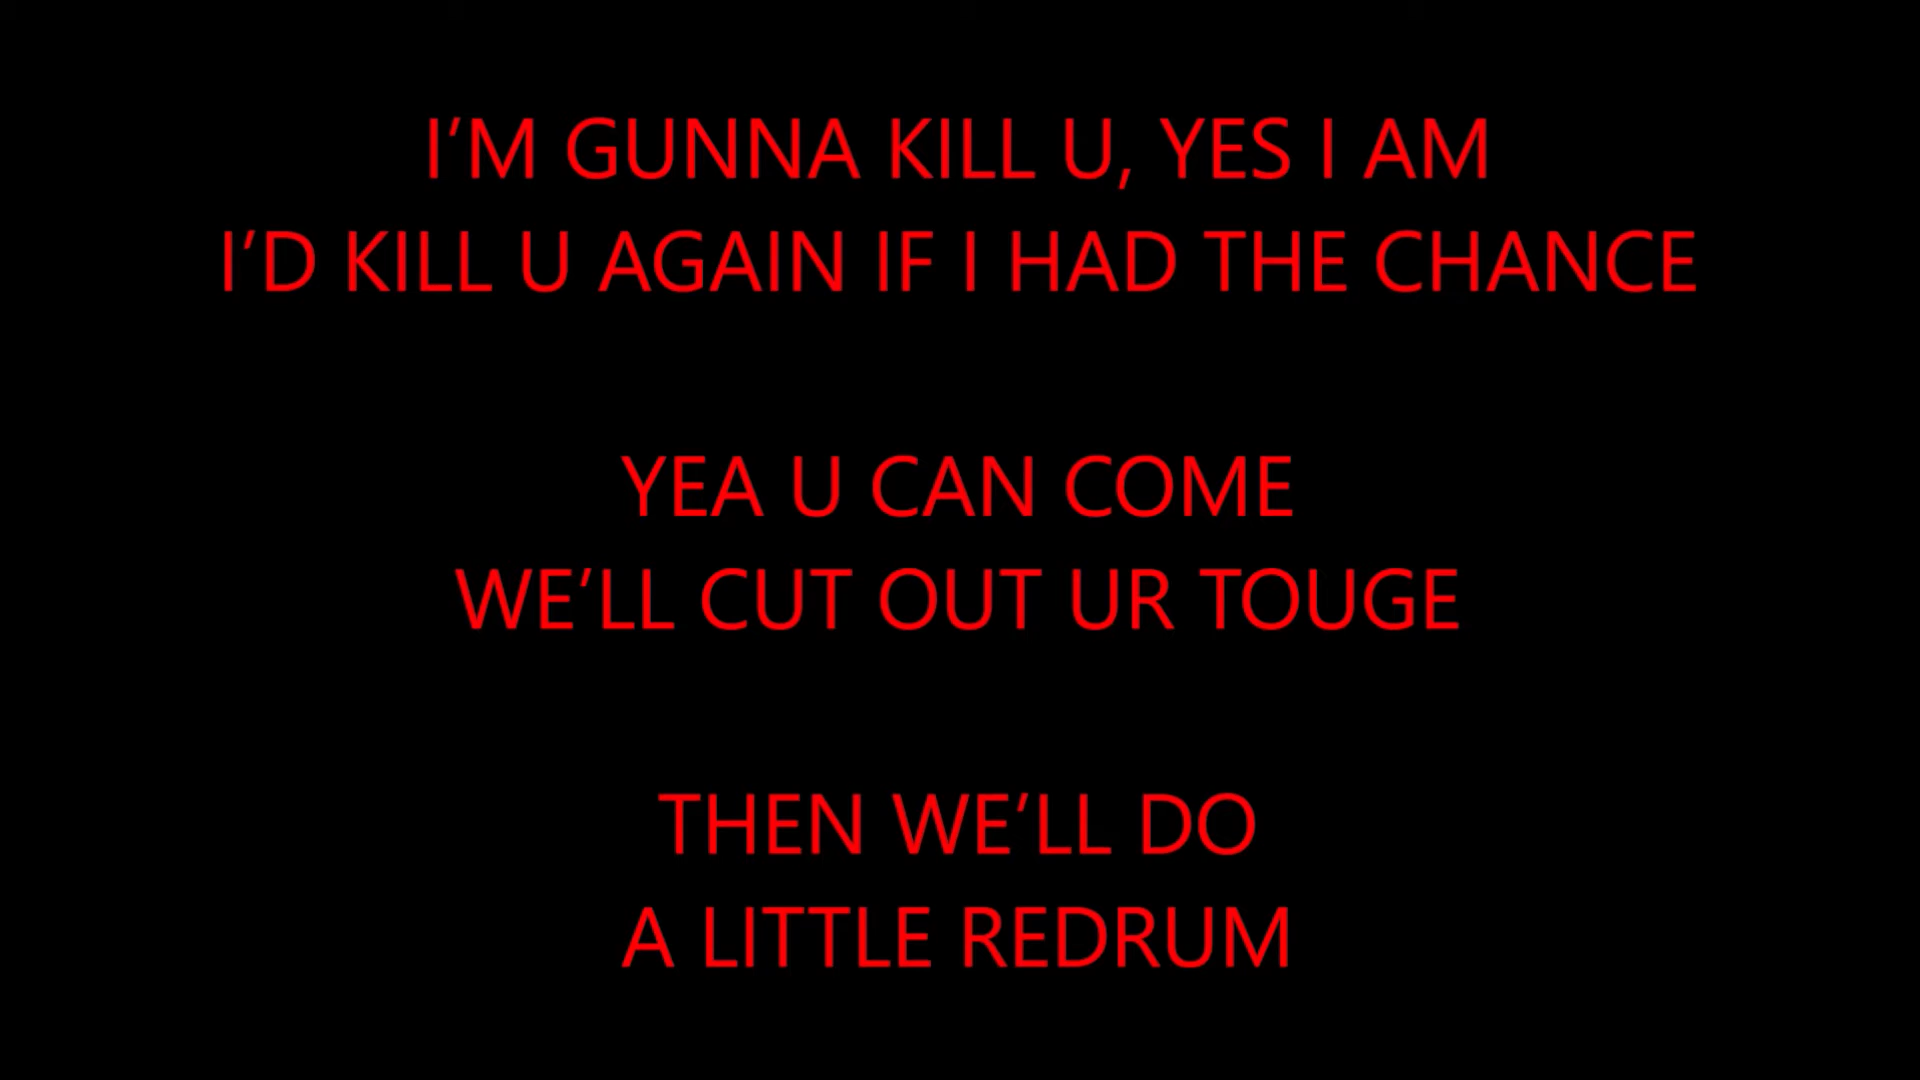 I'M GUNNA KILL U, YES I AM
I'D KILL U AGAIN IF I HAD THE CHANCE
YEA U CAN COME
WE'LL CUT OUT UR TOUGE
THEN WE'LL DO
A LITTLE REDRUM